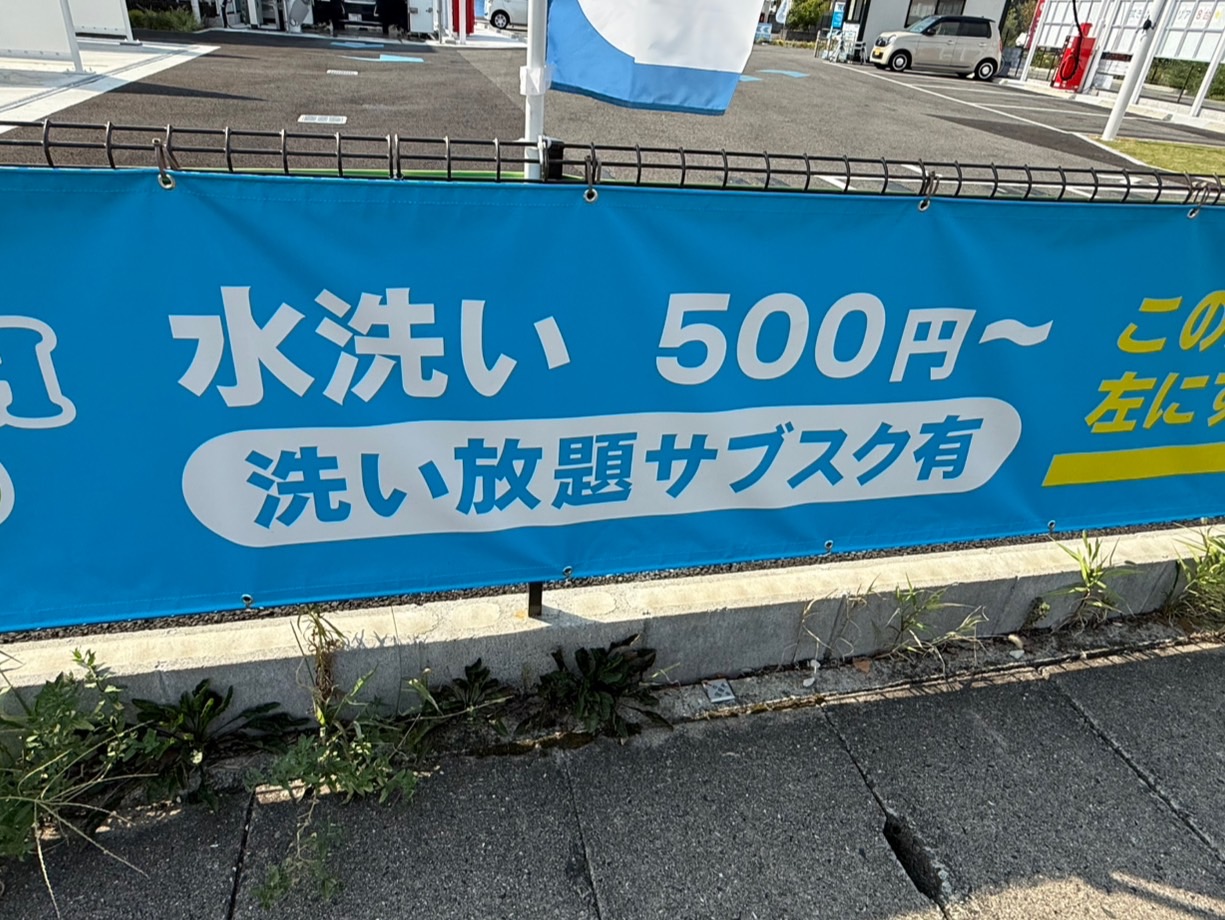 水洗い 500円〜
洗い放題サブスク有
この
左に